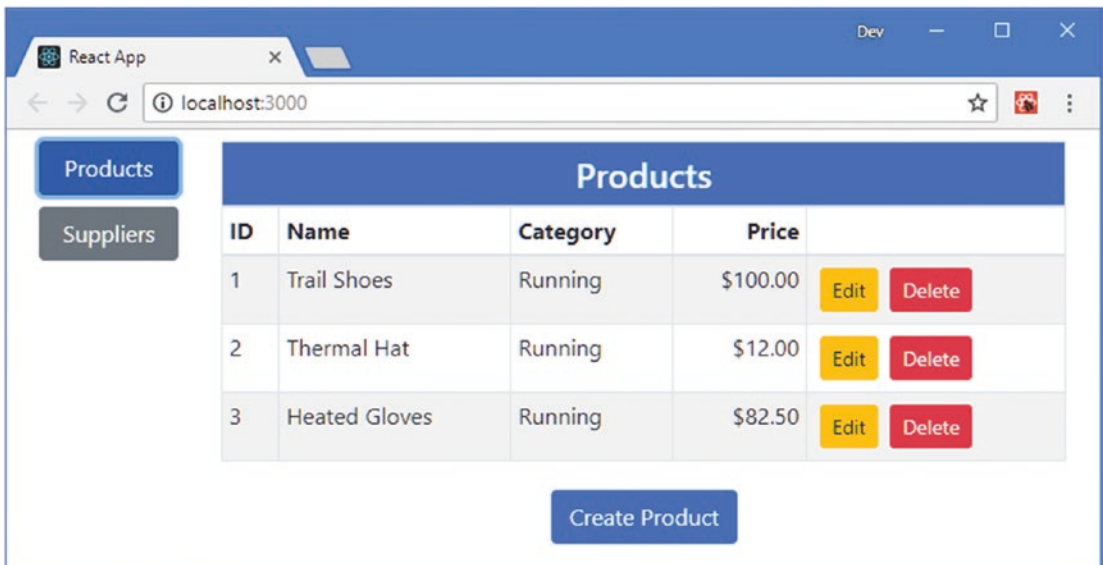 Dev
React App
localhost:3000
Products
Suppliers
Products
ID Name Category Price
1 Trail Shoes Running $100.00 Edit Delete
2 Thermal Hat Running $12.00 Edit Delete
3 Heated Gloves Running $82.50 Edit Delete
Create Product